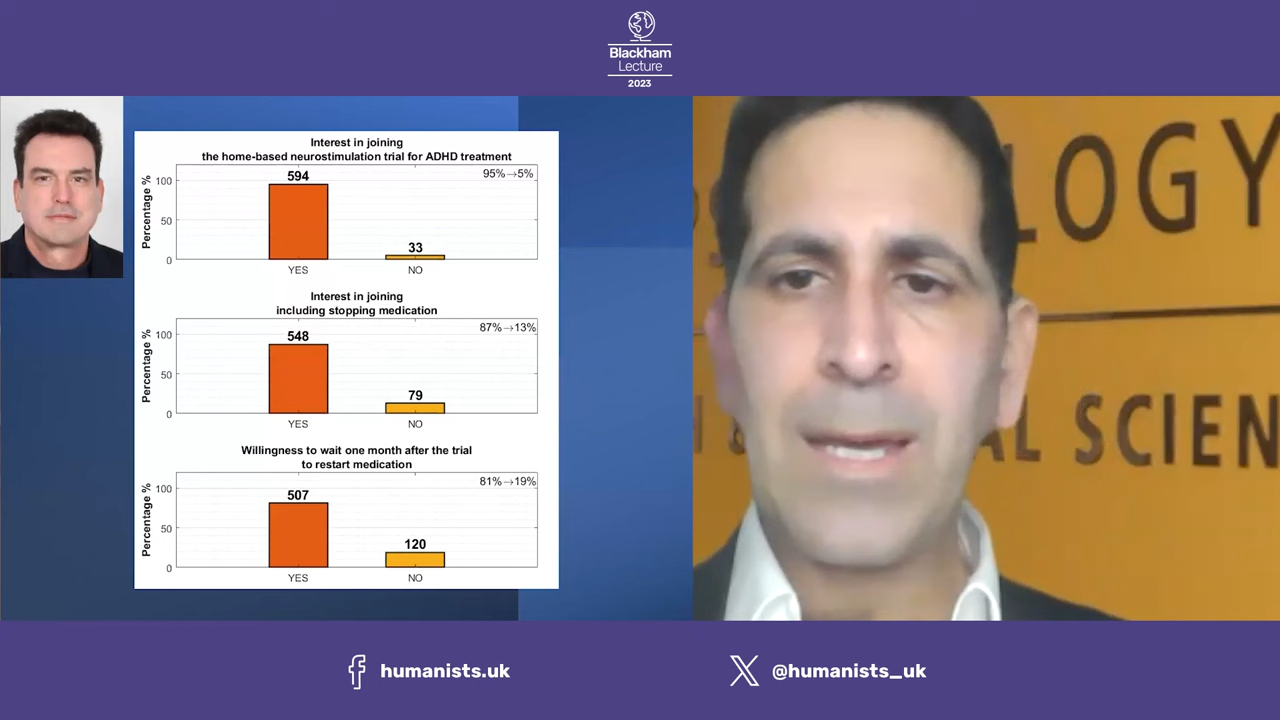 Blackham
Lecture
2023
Interest in joining
the home-based neurostimulation trial for ADHD treatment
95%→5%
Percentage %
100
50
0
594
33
YES
NO
Interest in joining
including stopping medication
87%→13%
Percentage %
100
50
0
548
79
YES
NO
Willingness to wait one month after the trial
to restart medication
81%→19%
Percentage %
100
50
0
507
120
YES
NO
LOGY
AL SCIEN
humanists.uk
@humanists_uk